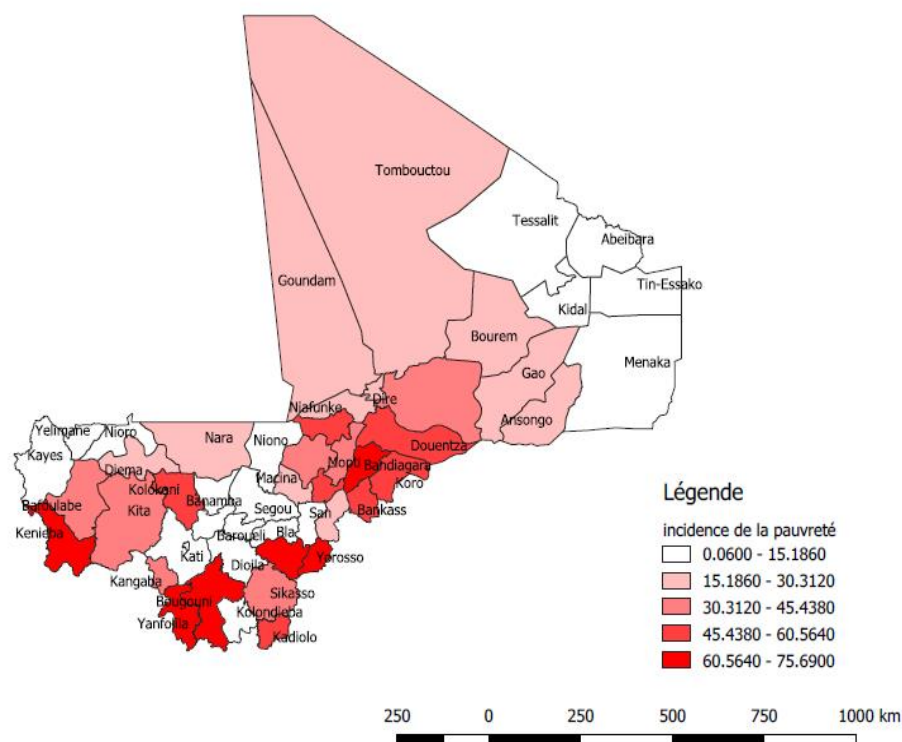 Tombouctou
Tessalit
Abeibara
Goundam
Tin-Essako
Kidal
Bourem
Menaka
Gao
Niafunke
Dire
Ansongo
Yelimane
Nioro
Nara
Niono
Douentza
Kayes
Diema
Mopti
Bandiagara
Macina
Koro
Kolokani
Bafoulabe
Kita
Banamba
Segou
San
Bankass
Kenieba
Baroueli
Bla
Kati
Dioila
Yorosso
Kangaba
Sikasso
Bougouni
Kolondieba
Yanfolila
Kadiolo
Légende
incidence de la pauvreté
0.0600 - 15.1860
15.1860 - 30.3120
30.3120 - 45.4380
45.4380 - 60.5640
60.5640 - 75.6900
250 0 250 500 750 1000 km